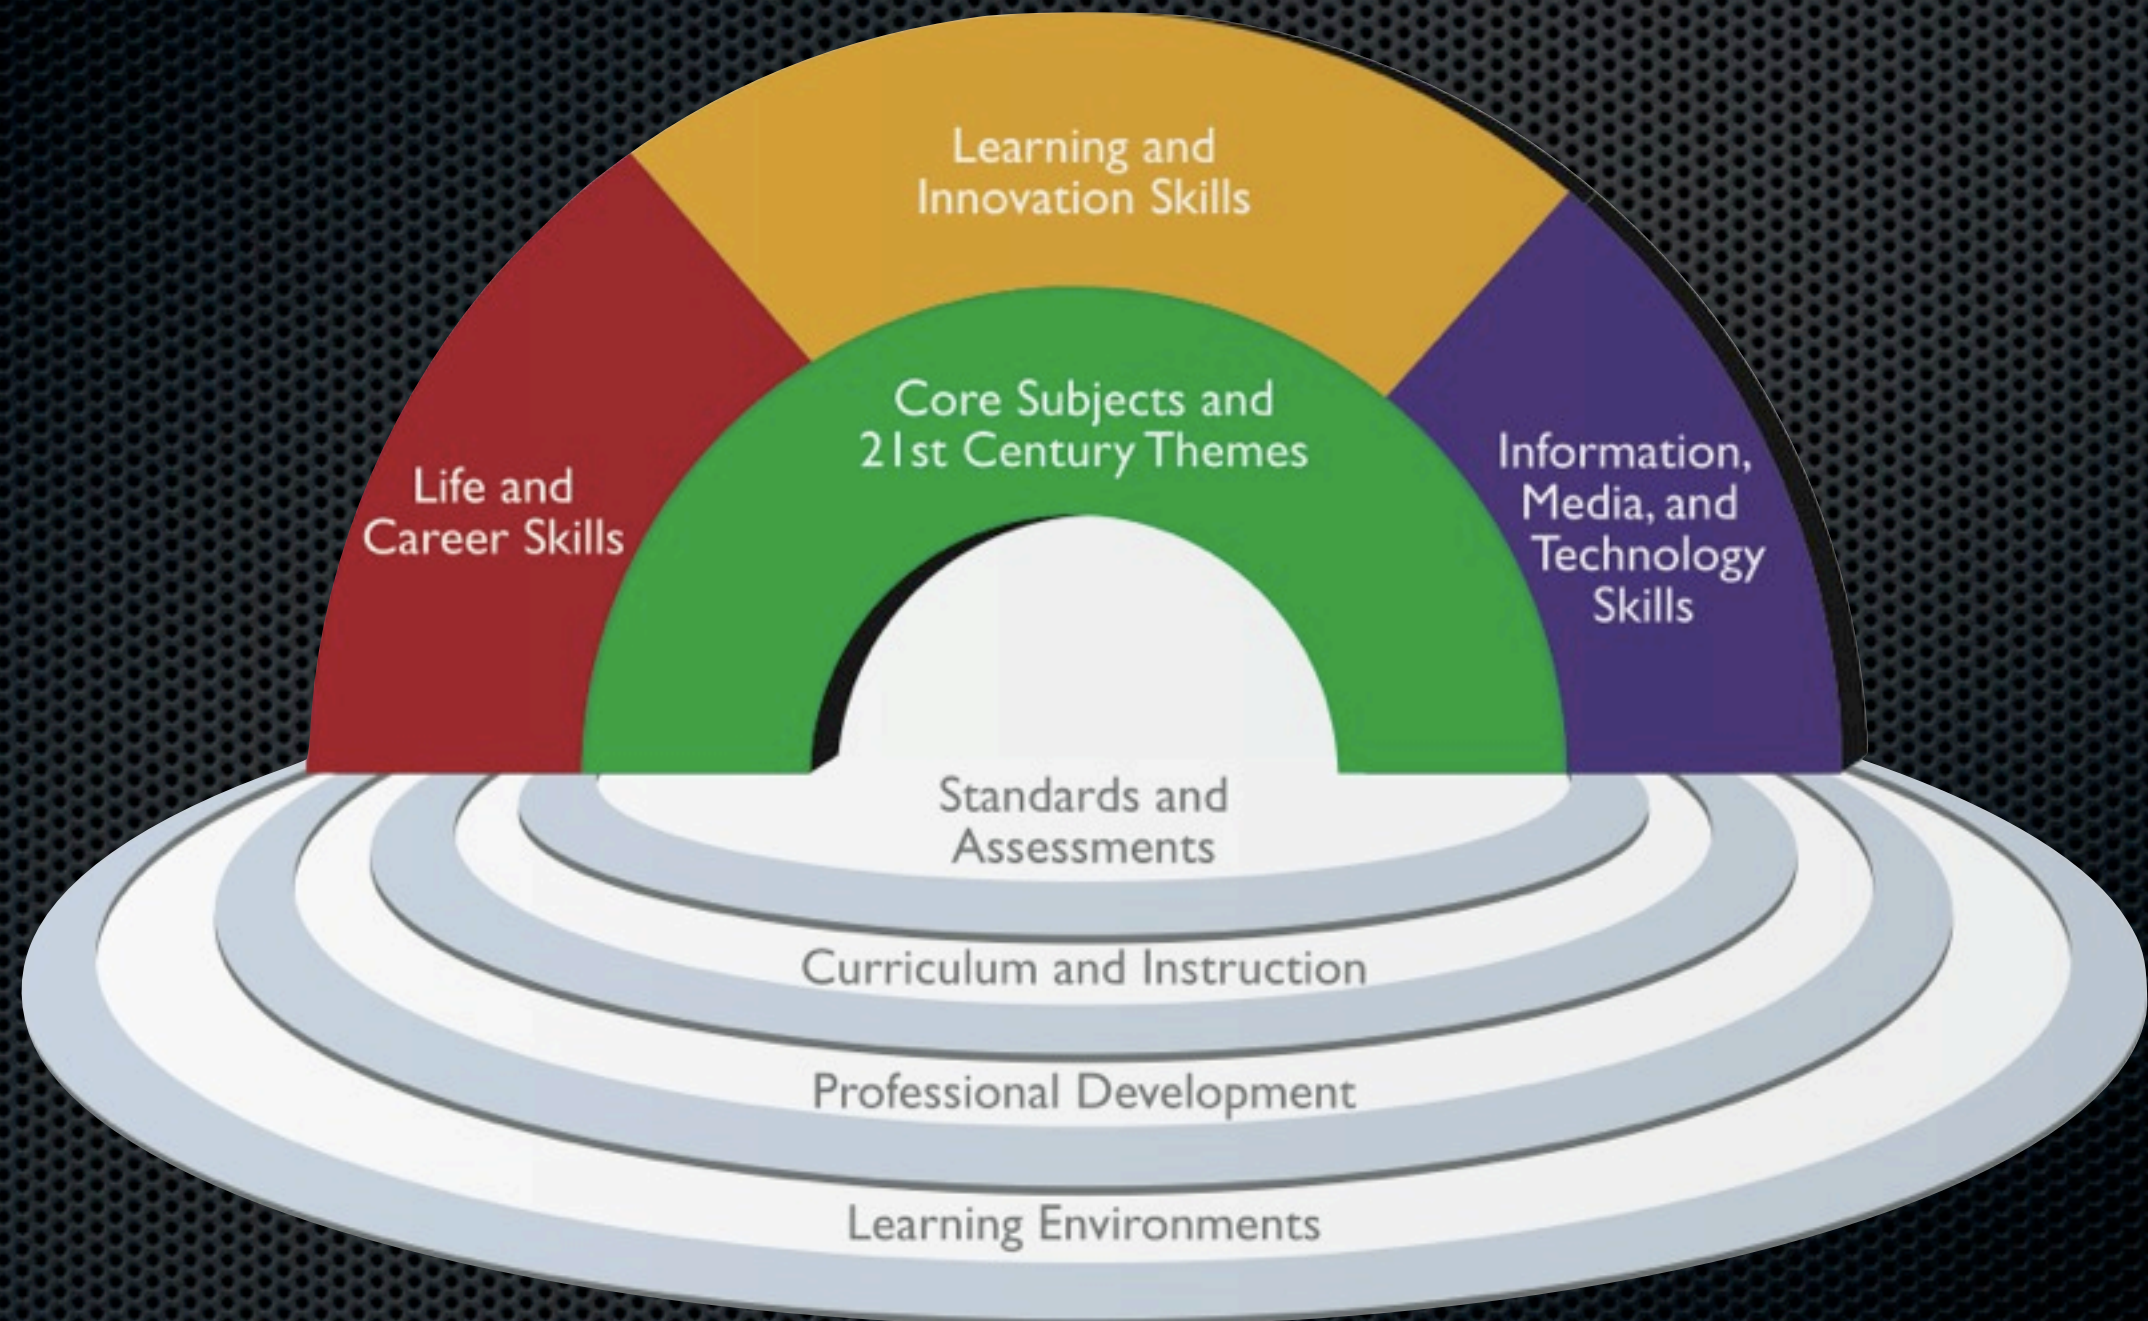 Learning and
Innovation Skills
Core Subjects and
21st Century Themes
Life and
Career Skills
Information,
Media, and
Technology
Skills
Standards and
Assessments
Curriculum and Instruction
Professional Development
Learning Environments